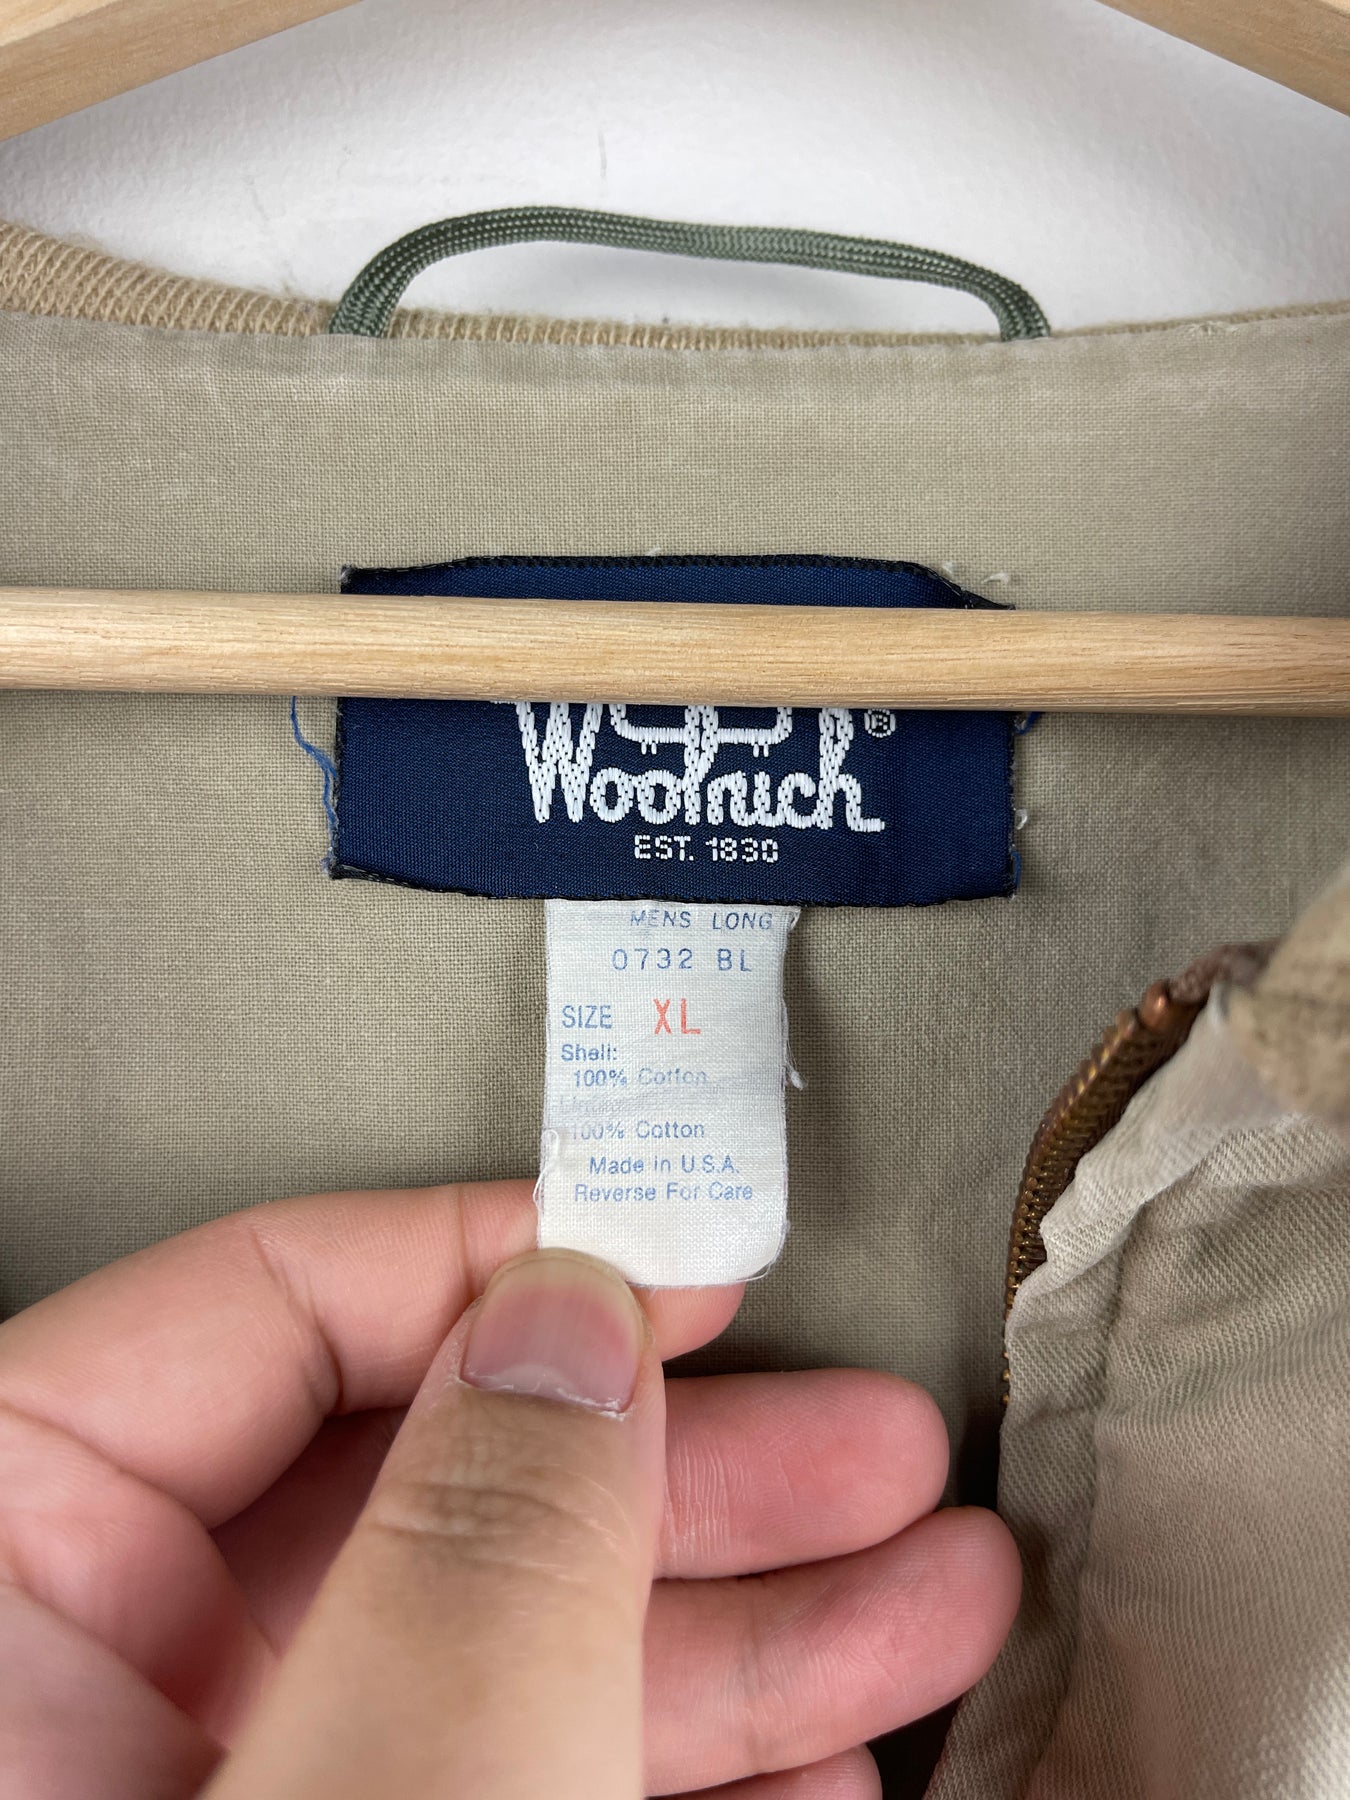 Woolrich ®
EST. 1830
MENS LONG
0732 BL
SIZE XL
Shell:
100% Cotton
Lining
100% Cotton
Made in U.S.A.
Reverse For Care